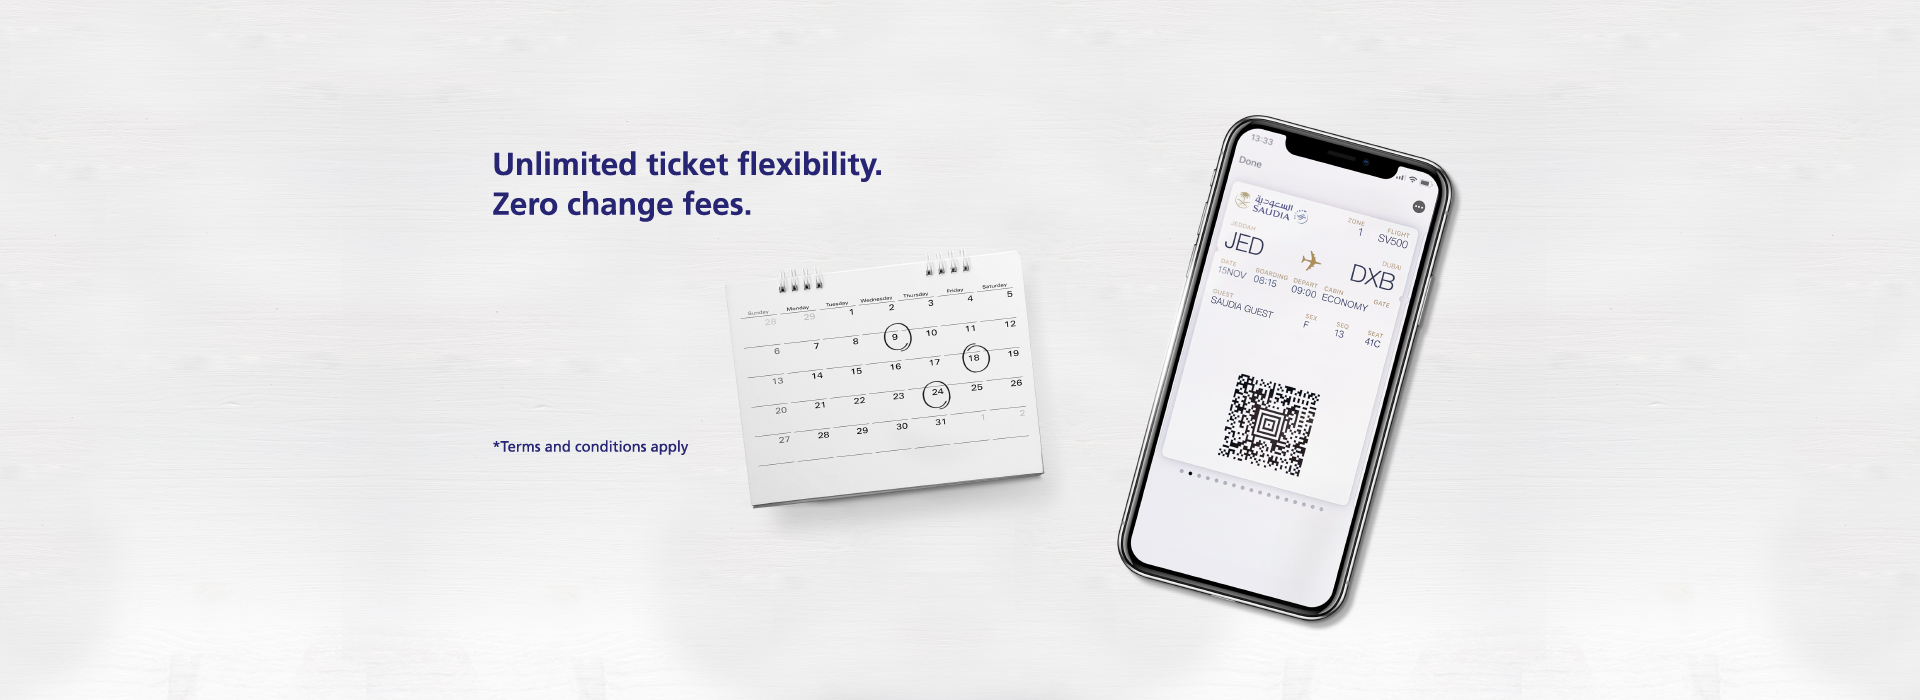 Unlimited ticket flexibility.
Zero change fees.
*Terms and conditions apply
Sunday Monday Tuesday Wednesday Thursday Friday Saturday
28 29 1 2 3 4 5
6 7 8 9 10 11 12
13 14 15 16 17 18 19
20 21 22 23 24 25 26
27 28 29 30 31 1 2
13:33
Done
السعودية
SAUDIA
ZONE FLIGHT
1 SV500
JEDDAH DUBAI
JED DXB
DATE BOARDING DEPART CABIN GATE
15NOV 08:15 09:00 ECONOMY
GUEST SEX SEQ SEAT
SAUDIA GUEST F 13 41C